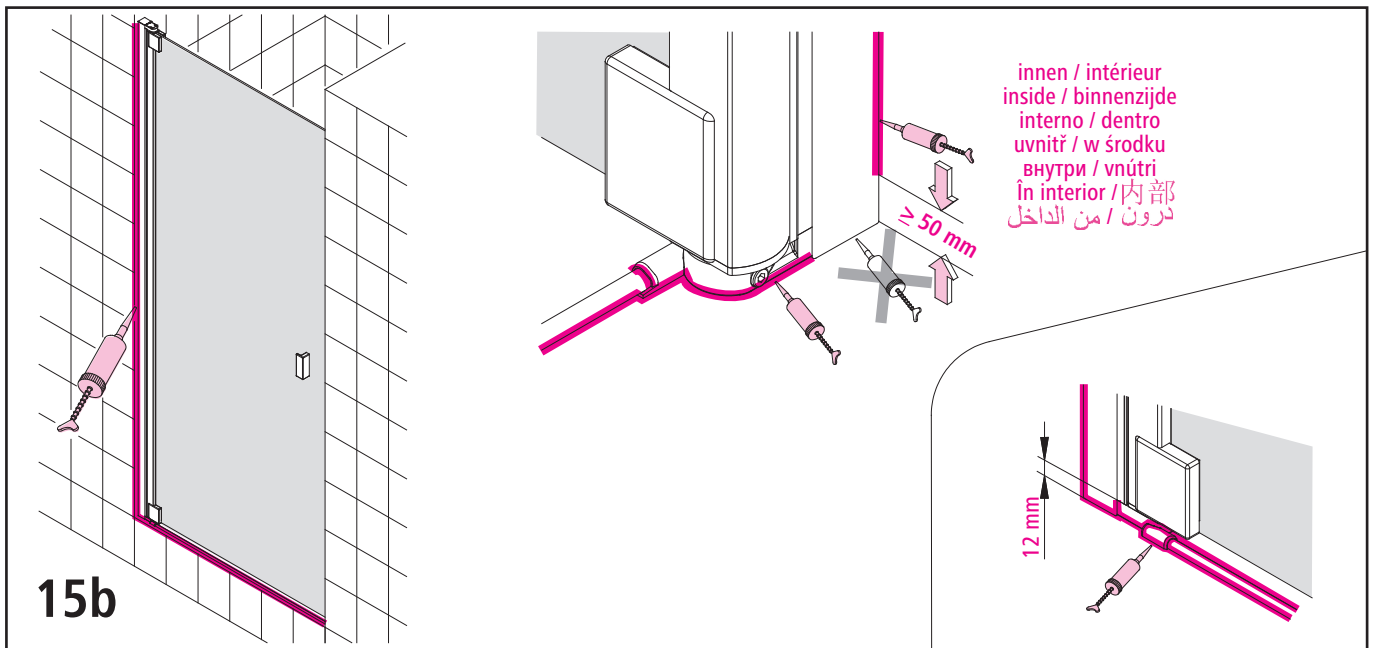 innen / intérieur
inside / binnenzijde
interno / dentro
uvnitř / w środku
внутри / vnútri
În interior / 内部
درون / من الداخل
≥ 50 mm
12 mm
15b